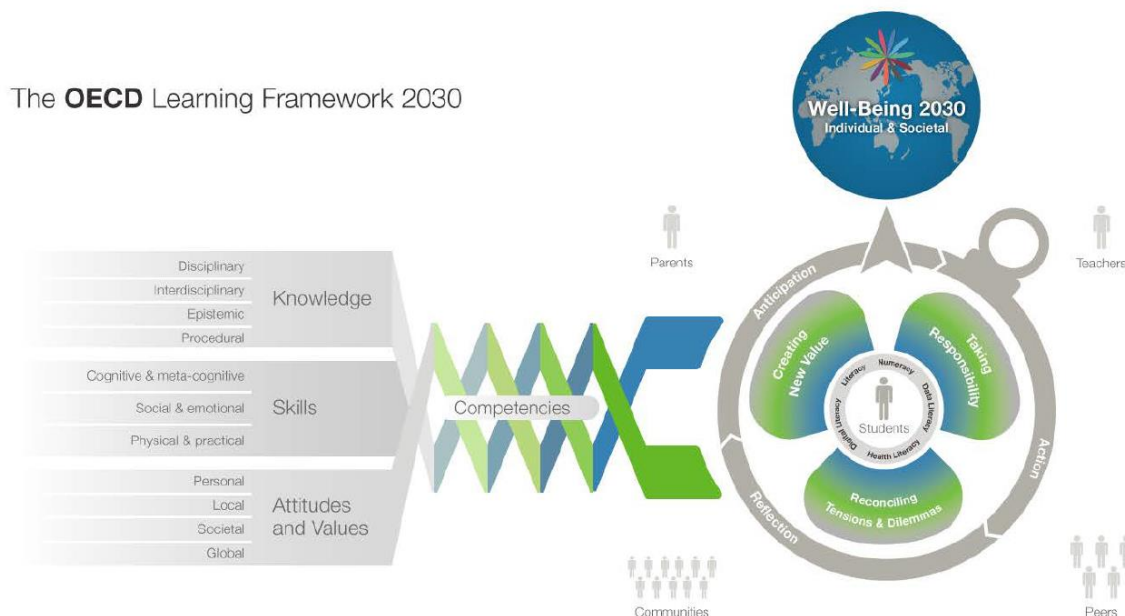 The OECD Learning Framework 2030
Well-Being 2030
Individual & Societal
Disciplinary
Interdisciplinary
Epistemic
Procedural
Knowledge
Cognitive & meta-cognitive
Social & emotional
Physical & practical
Skills
Personal
Local
Societal
Global
Attitudes
and Values
Competencies
Parents
Teachers
Anticipation
Action
Reflection
Creating
New Value
Taking
Responsibility
Reconciling
Tensions & Dilemmas
Literacy
Numeracy
Data Literacy
Health Literacy
Digital Literacy
Students
Communities
Peers